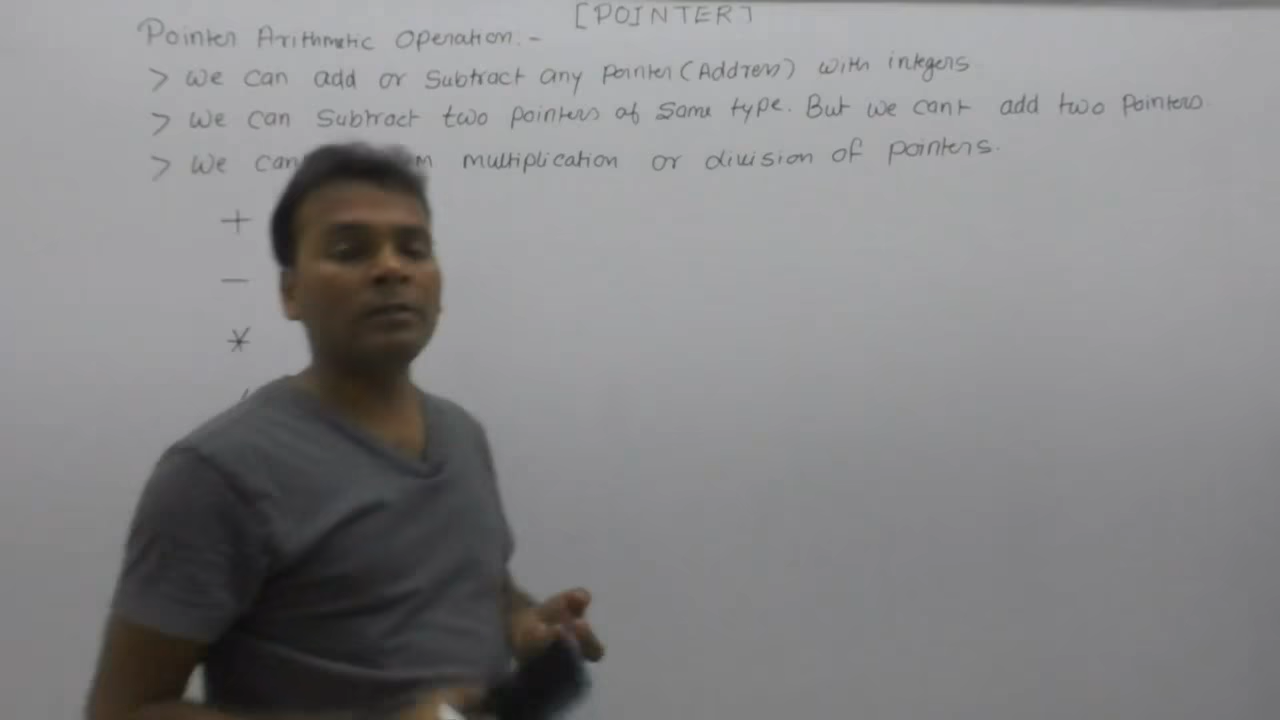 [POINTER]
Pointer Arithmetic Operation:-
> We can add or Subtract any Pointer (Address) with integers
> We can Subtract two pointers of same type. But we cant add two Pointers
> We can multiplication or division of pointers.
+
-
*